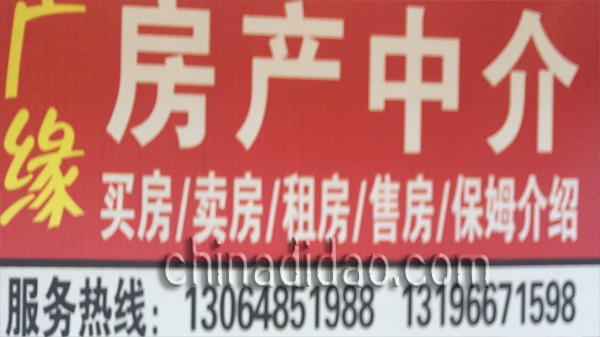 广缘
房产中介
买房/卖房/租房/售房/保姆介绍
chinadidao.com
服务热线：13064851988 13196671598